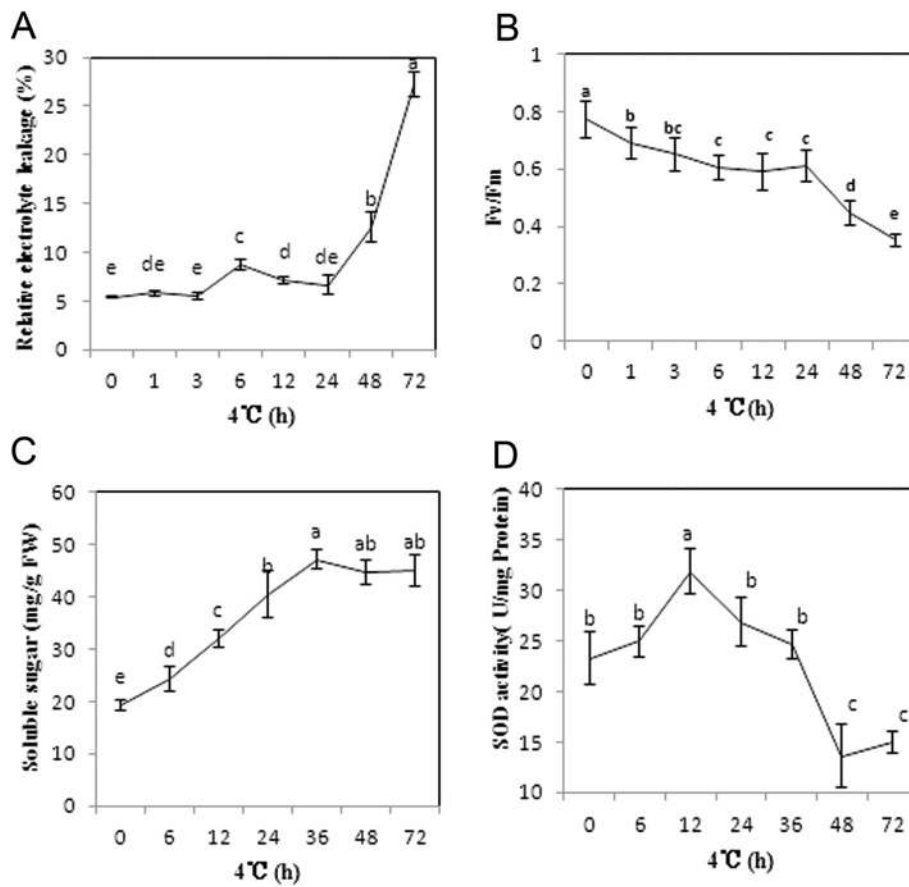 A
Relative electrolyte leakage (%)
30
25
20
15
10
5
0
e de e c d de b a
0 1 3 6 12 24 48 72
4℃ (h)
B
Fv/Fm
1
0.8
0.6
0.4
0.2
0
a b bc c c c d e
0 1 3 6 12 24 48 72
4 ℃ (h)
C
Soluble sugar (mg/g FW)
60
50
40
30
20
10
0
e d c b a ab ab
0 6 12 24 36 48 72
4℃ (h)
D
SOD activity( U/mg Protein)
40
35
30
25
20
15
10
b b a b b c c
0 6 12 24 36 48 72
4℃ (h)